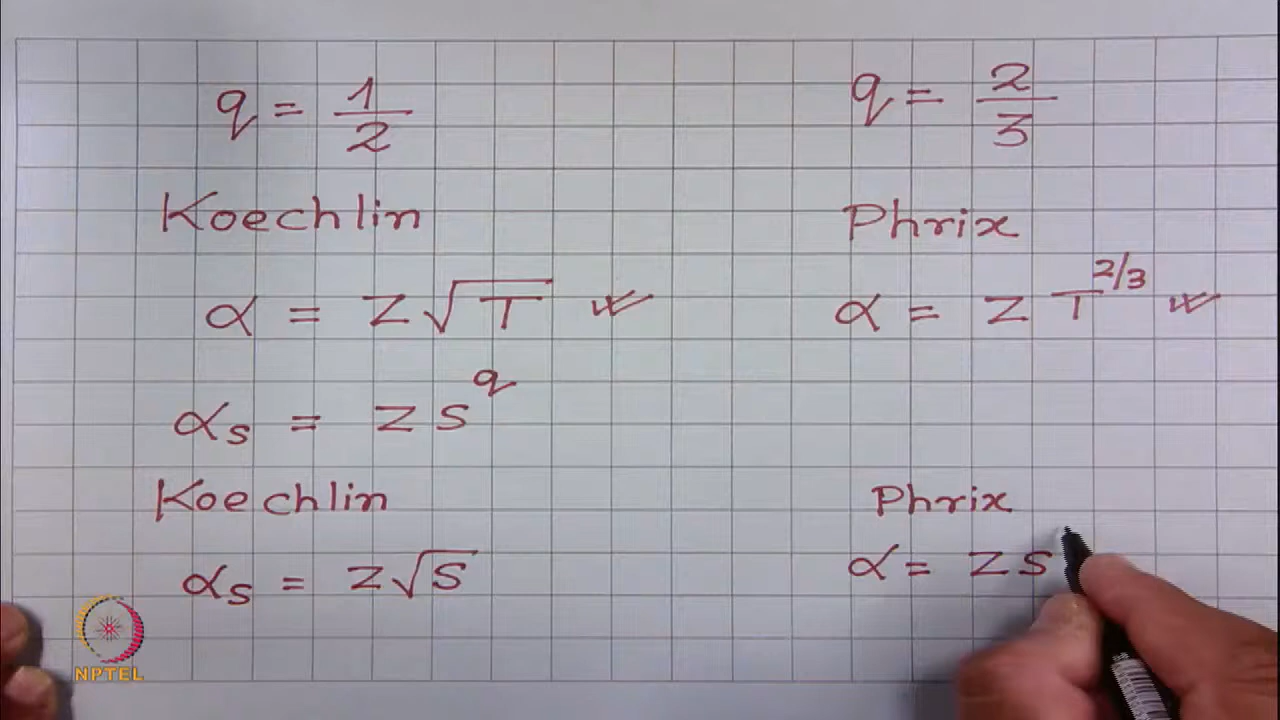 q = 1/2
q = 2/3
Koechlin
Phrix
α = z √T
α = z T^2/3
αs = z s^q
Koechlin
Phrix
αs = z √s
α = z s
NPTEL